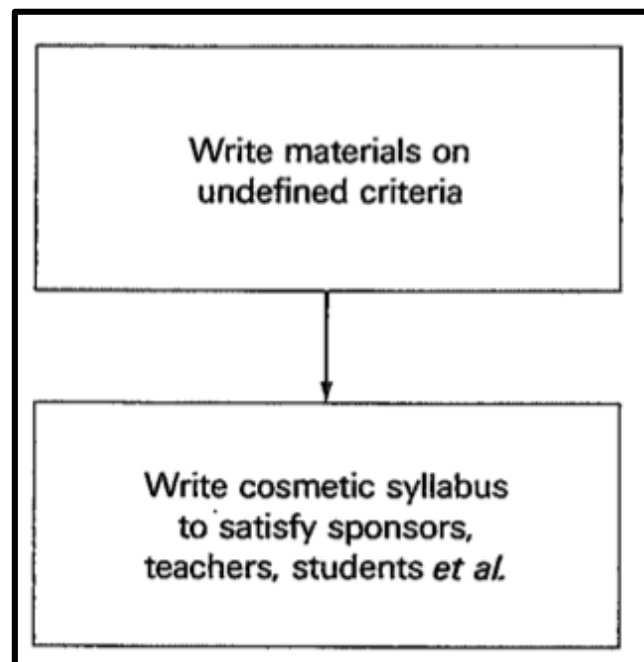 Write materials on
undefined criteria
Write cosmetic syllabus
to satisfy sponsors,
teachers, students et al.